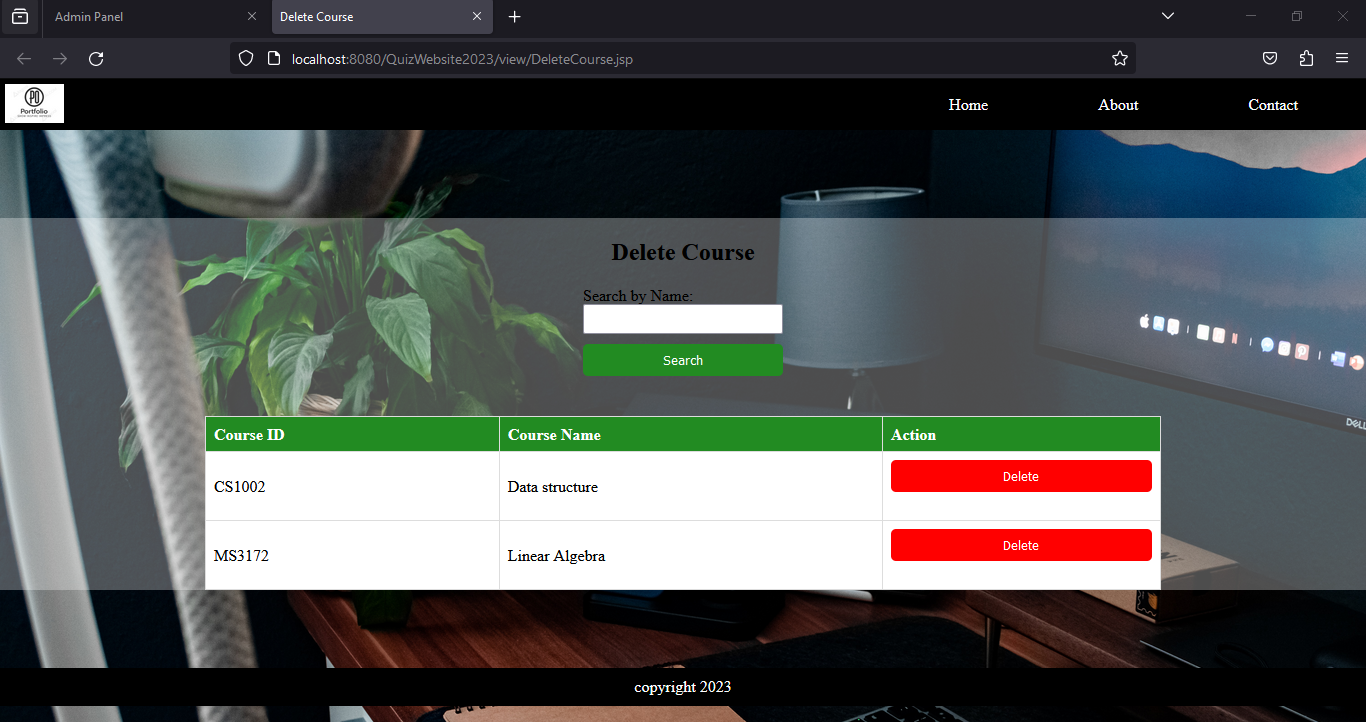 Admin Panel
Delete Course
localhost:8080/QuizWebsite2023/view/DeleteCourse.jsp
PO
Portfolio
Home
About
Contact
Delete Course
Search by Name:
Search
Course ID Course Name Action
CS1002 Data structure Delete
MS3172 Linear Algebra Delete
DELL
copyright 2023